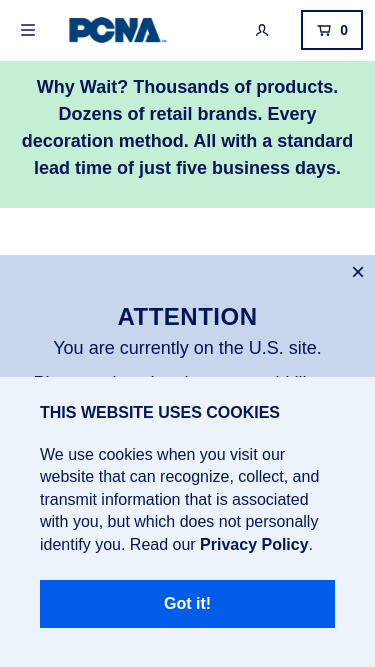 PCNA
0
Why Wait? Thousands of products.
Dozens of retail brands. Every
decoration method. All with a standard
lead time of just five business days.
ATTENTION
You are currently on the U.S. site.
THIS WEBSITE USES COOKIES
We use cookies when you visit our
website that can recognize, collect, and
transmit information that is associated
with you, but which does not personally
identify you. Read our Privacy Policy.
Got it!